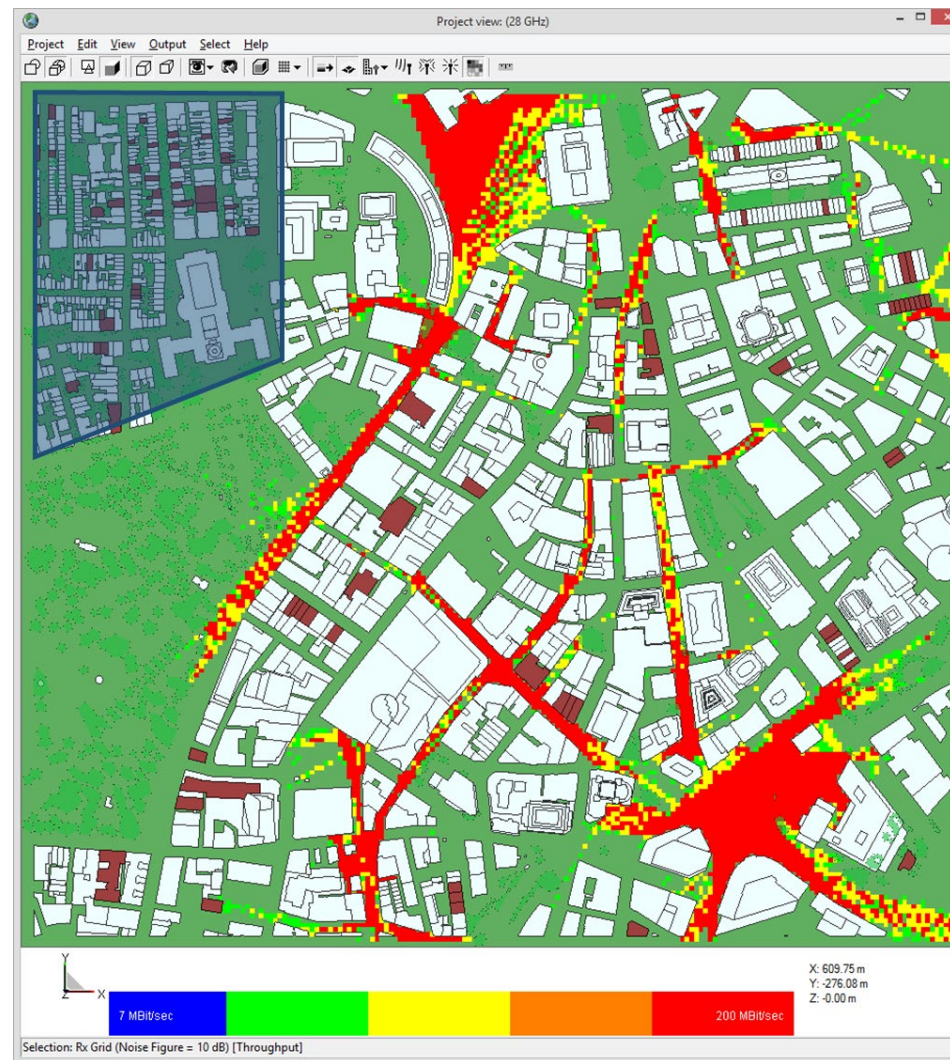 Project view: (28 GHz)
Project Edit View Output Select Help
Y
Z X
7 MBit/sec
200 MBit/sec
X: 609.75 m
Y: -276.08 m
Z: -0.00 m
Selection: Rx Grid (Noise Figure = 10 dB) [Throughput]